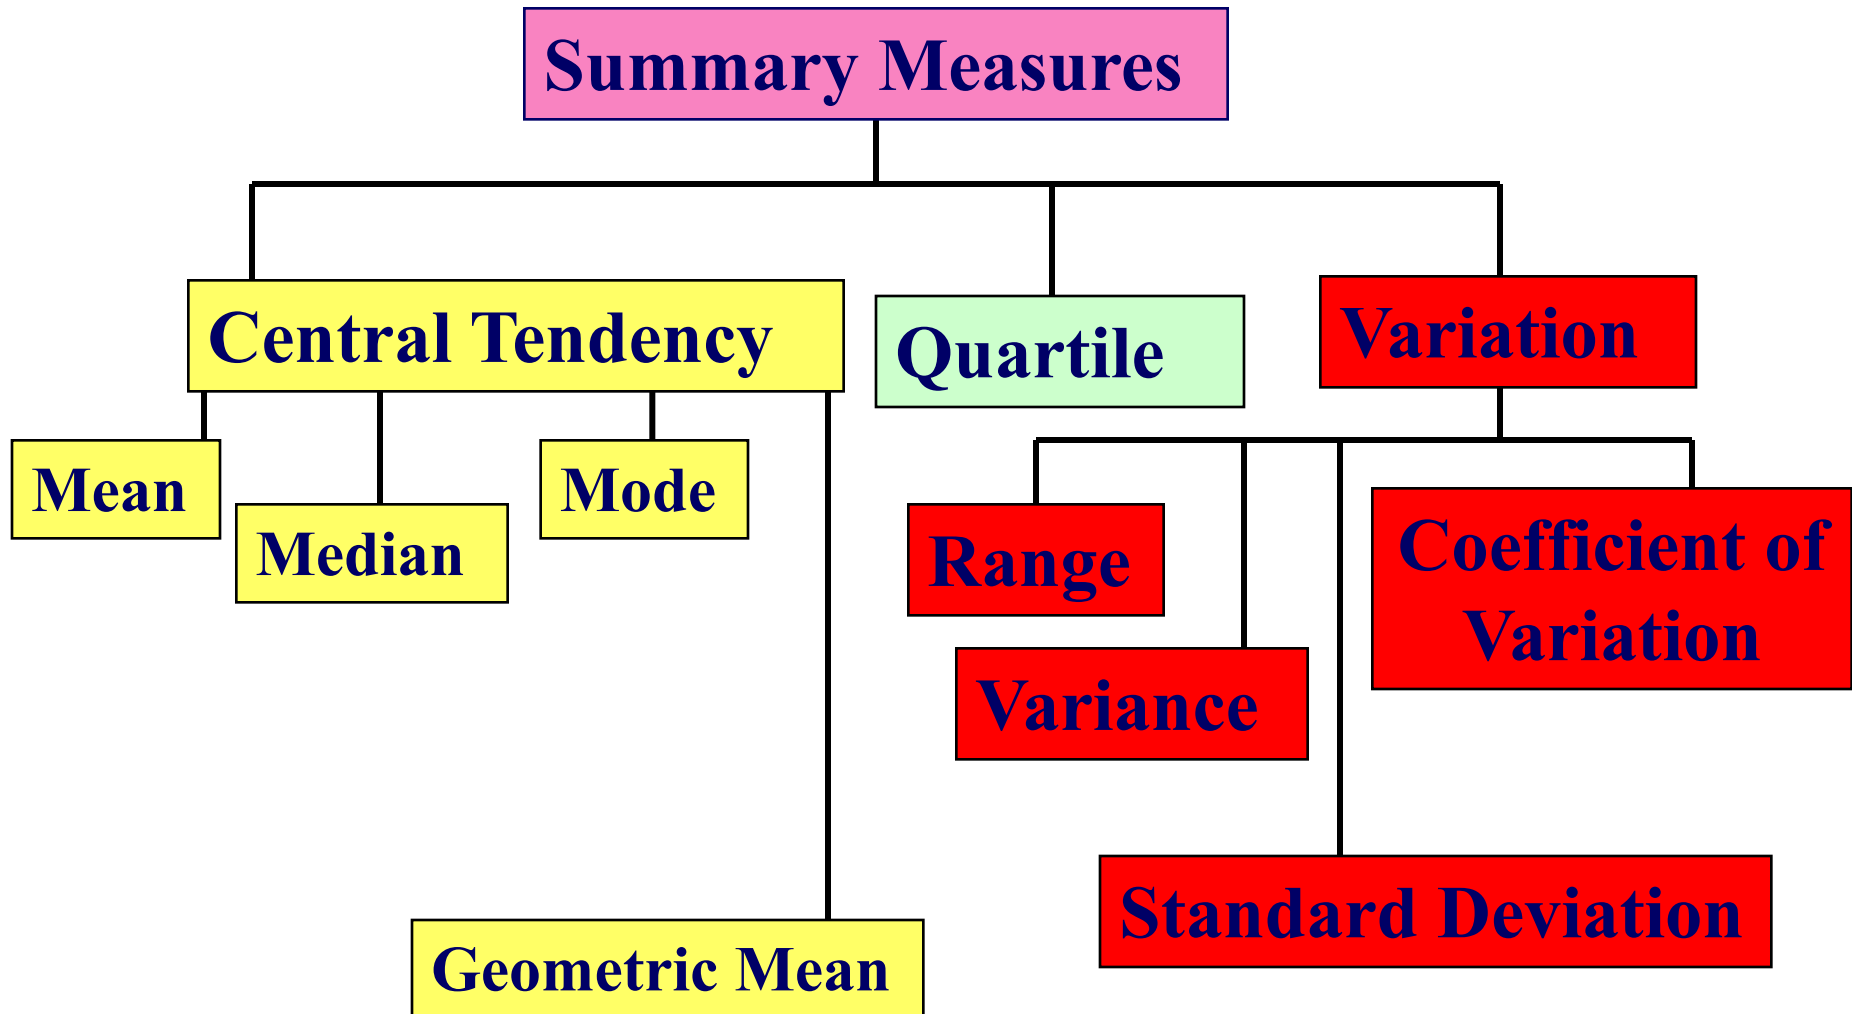 Summary Measures
Central Tendency
Quartile
Variation
Mean
Median
Mode
Geometric Mean
Range
Variance
Standard Deviation
Coefficient of
Variation